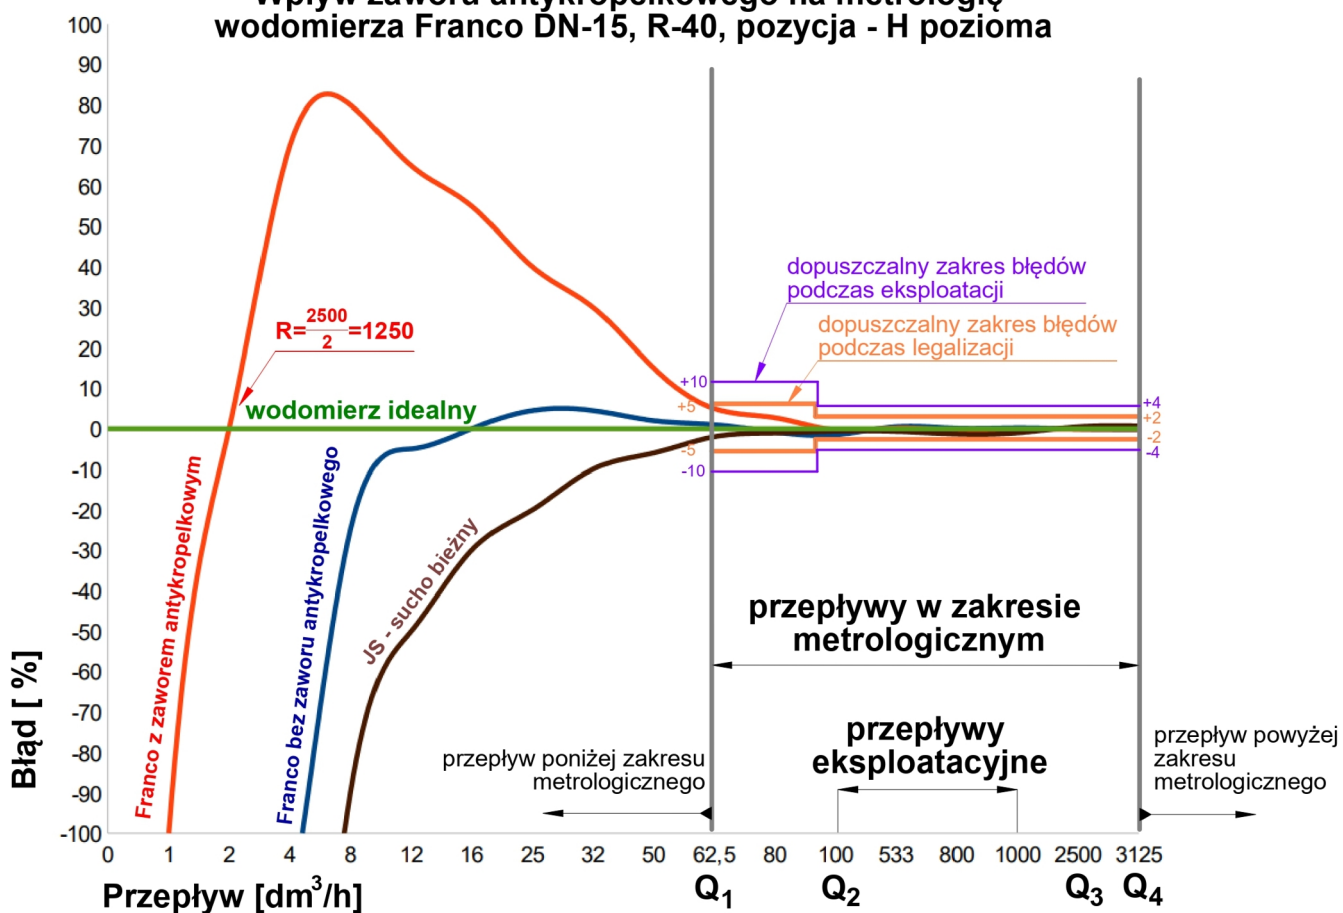 Wpływ zaworu antykropelkowego na metrologię
wodomierza Franco DN-15, R-40, pozycja - H pozioma
100
90
80
70
60
50
40
30
20
10
0
-10
-20
-30
-40
-50
-60
-70
-80
-90
-100
Błąd [ %]
R=2500/2=1250
wodomierz idealny
Franco z zaworem antykropelkowym
Franco bez zaworu antykropelkowego
JS - sucho bieżny
dopuszczalny zakres błędów
podczas eksploatacji
dopuszczalny zakres błędów
podczas legalizacji
+10
+5
-5
-10
+4
+2
-2
-4
przepływy w zakresie
metrologicznym
przepływy
eksploatacyjne
przepływ poniżej zakresu
metrologicznego
przepływ powyżej
zakresu
metrologicznego
0 1 2 4 8 12 16 25 32 50 62,5 80 100 533 800 1000 2500 3125
Przepływ [dm³/h] Q₁ Q₂ Q₃ Q₄